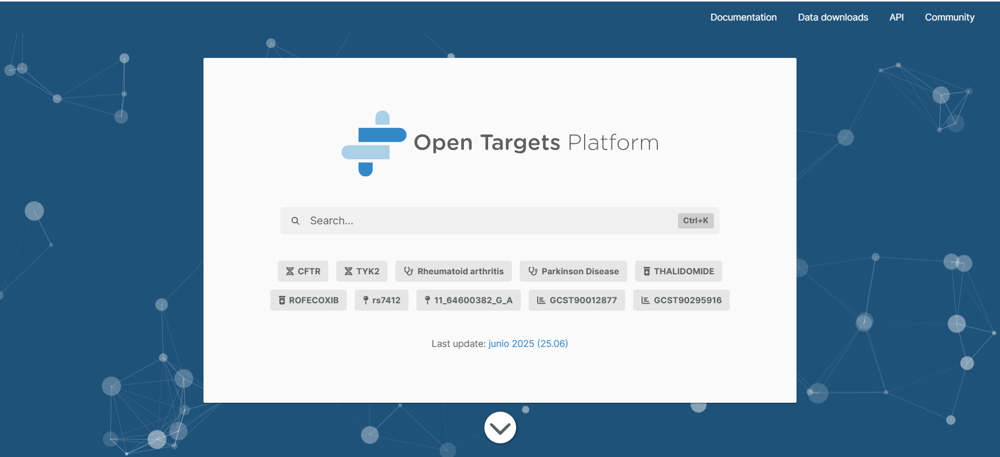 Documentation Data downloads API Community
Open Targets Platform
Search... Ctrl+K
CFTR TYK2 Rheumatoid arthritis Parkinson Disease THALIDOMIDE
ROFECOXIB rs7412 11_64600382_G_A GCST90012877 GCST90295916
Last update: junio 2025 (25.06)